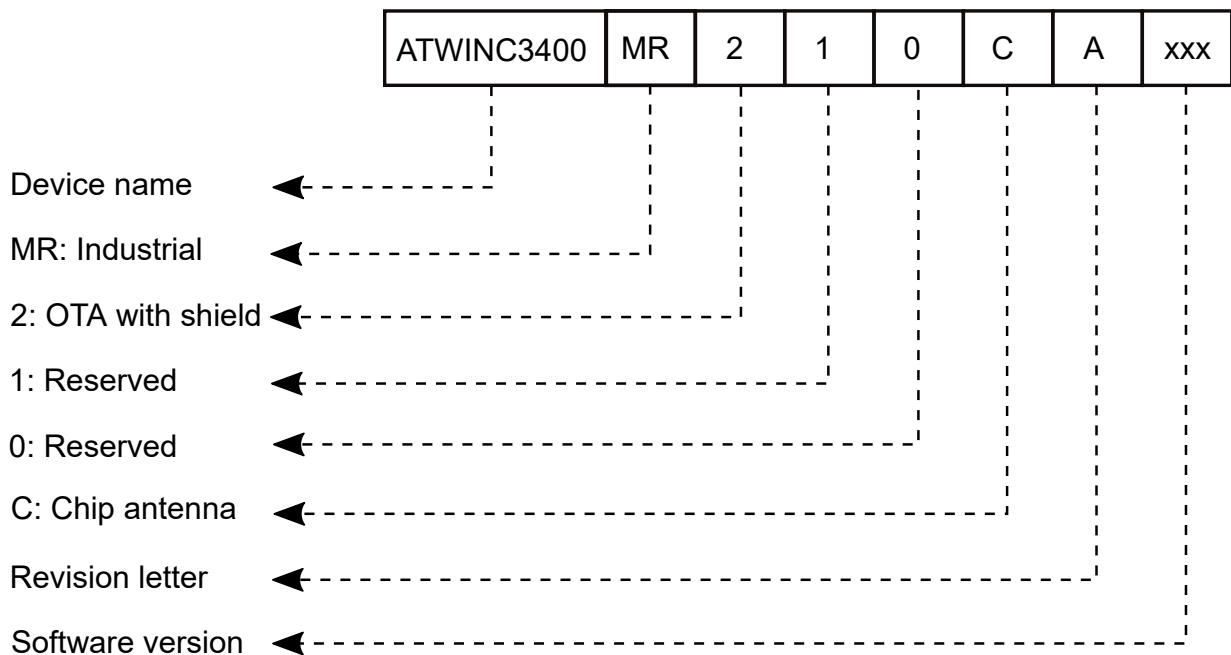 ATWINC3400 MR 2 1 0 C A xxx
Device name
MR: Industrial
2: OTA with shield
1: Reserved
0: Reserved
C: Chip antenna
Revision letter
Software version